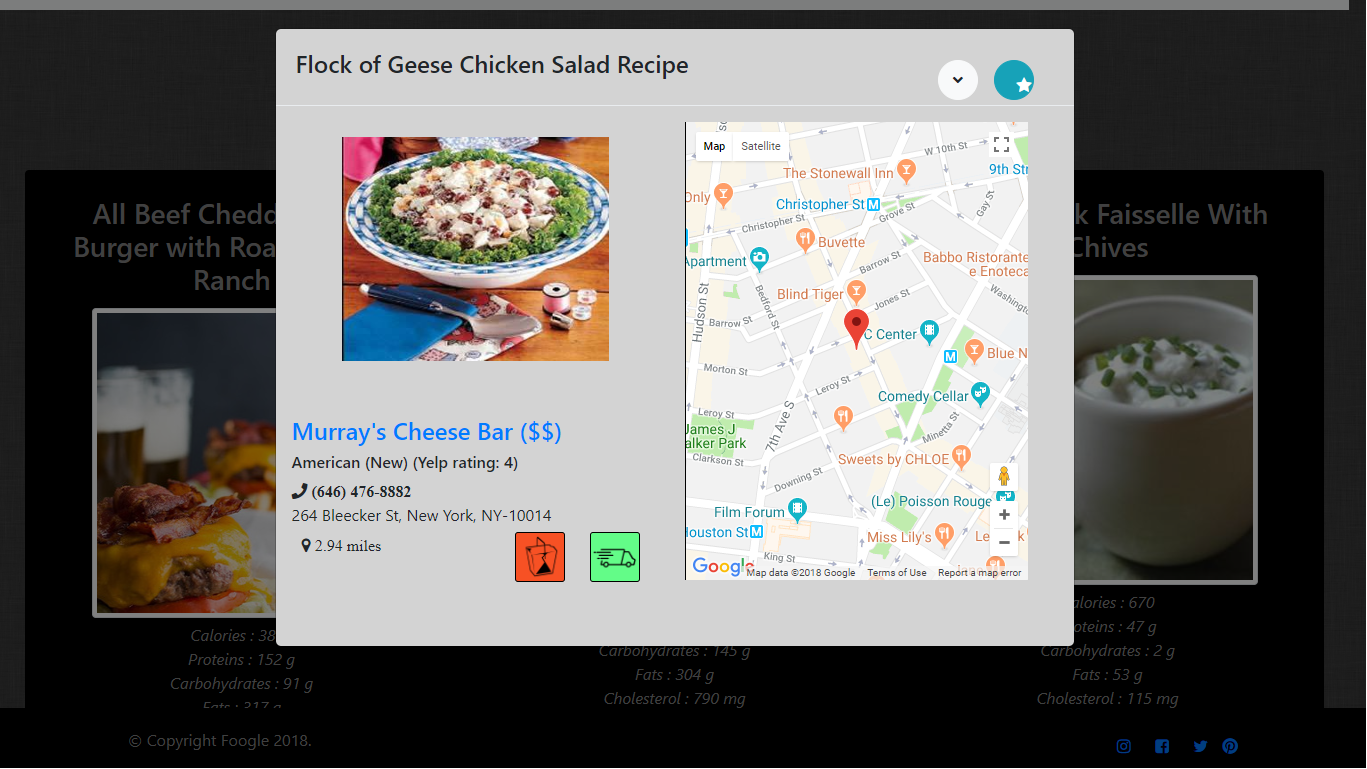 Flock of Geese Chicken Salad Recipe
Murray's Cheese Bar ($$)
American (New) (Yelp rating: 4)
(646) 476-8882
264 Bleecker St, New York, NY-10014
2.94 miles
Map Satellite
W 10th St
The Stonewall Inn
9th
Only
Christopher St
Gay St
Grove St
Christopher St
Buvette
Apartment
Barrow St
Babbo Ristorante
e Enoteca
Bedford St
Hudson St
Blind Tiger
Jones St
Washington
Barrow St
C Center
Blue N
Morton St
Leroy St
Comedy Cellar
Leroy St
7th Ave S
Minetta St
James J
alker Park
Clarkson St
Sweets by CHLOE
Downing St
(Le) Poisson Rouge
Film Forum
Houston St
Miss Lily's
King St
Google
Map data ©2018 Google Terms of Use Report a map error
All Beef Chedd
Burger with Roa
Ranch
Calories : 38
Proteins : 152 g
Carbohydrates : 91 g
Fats : 317 g
Carbohydrates : 145 g
Fats : 304 g
Cholesterol : 790 mg
k Faisselle With
Chives
alories : 670
oteins : 47 g
Carbohydrates : 2 g
Fats : 53 g
Cholesterol : 115 mg
© Copyright Foogle 2018.